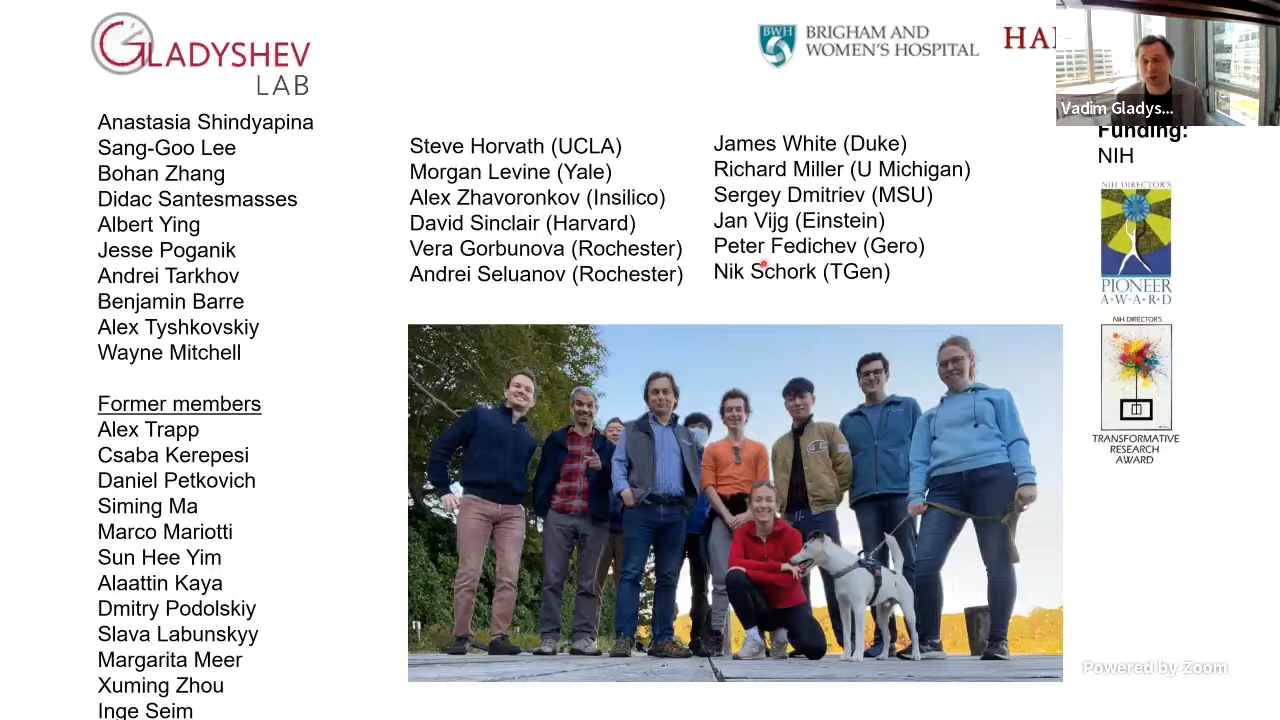 GLADYSHEV
LAB
Anastasia Shindyapina
Sang-Goo Lee
Bohan Zhang
Didac Santesmasses
Albert Ying
Jesse Poganik
Andrei Tarkhov
Benjamin Barre
Alex Tyshkovskiy
Wayne Mitchell
Former members
Alex Trapp
Csaba Kerepesi
Daniel Petkovich
Siming Ma
Marco Mariotti
Sun Hee Yim
Alaattin Kaya
Dmitry Podolskiy
Slava Labunskyy
Margarita Meer
Xuming Zhou
Inge Seim
Steve Horvath (UCLA)
Morgan Levine (Yale)
Alex Zhavoronkov (Insilico)
David Sinclair (Harvard)
Vera Gorbunova (Rochester)
Andrei Seluanov (Rochester)
James White (Duke)
Richard Miller (U Michigan)
Sergey Dmitriev (MSU)
Jan Vijg (Einstein)
Peter Fedichev (Gero)
Nik Schork (TGen)
BWH
BRIGHAM AND
WOMEN'S HOSPITAL
HA
Vadim Gladys...
Funding:
NIH
NIH DIRECTOR'S
PIONEER
A•W•A•R•D
NIH DIRECTOR'S
TRANSFORMATIVE
RESEARCH
AWARD
Powered by Zoom